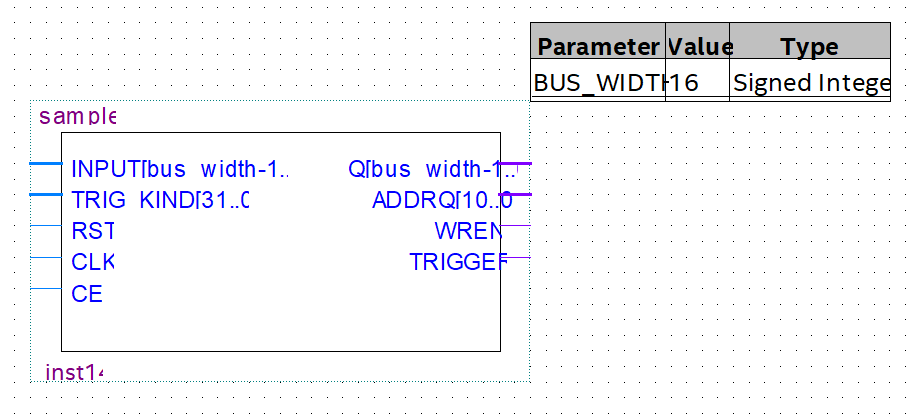 Parameter Value Type
BUS_WIDTH 16 Signed Intege
sample
INPUT[bus_width-1.. Q[bus_width-1..
TRIG_KIND[31..0 ADDRQ[10..0
RST WREN
CLK TRIGGER
CE
inst14